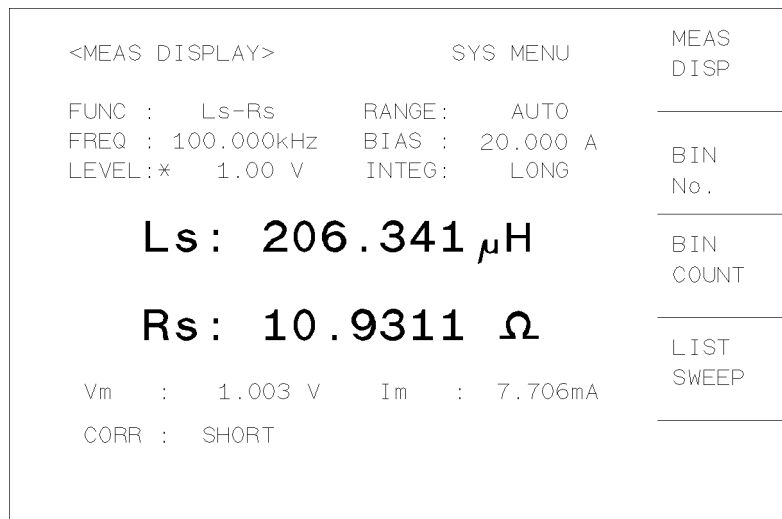 <MEAS DISPLAY> SYS MENU
FUNC : Ls-Rs RANGE: AUTO
FREQ : 100.000kHz BIAS : 20.000 A
LEVEL:* 1.00 V INTEG: LONG
Ls: 206.341 μH
Rs: 10.9311 Ω
Vm : 1.003 V Im : 7.706mA
CORR : SHORT
MEAS
DISP
BIN
No.
BIN
COUNT
LIST
SWEEP